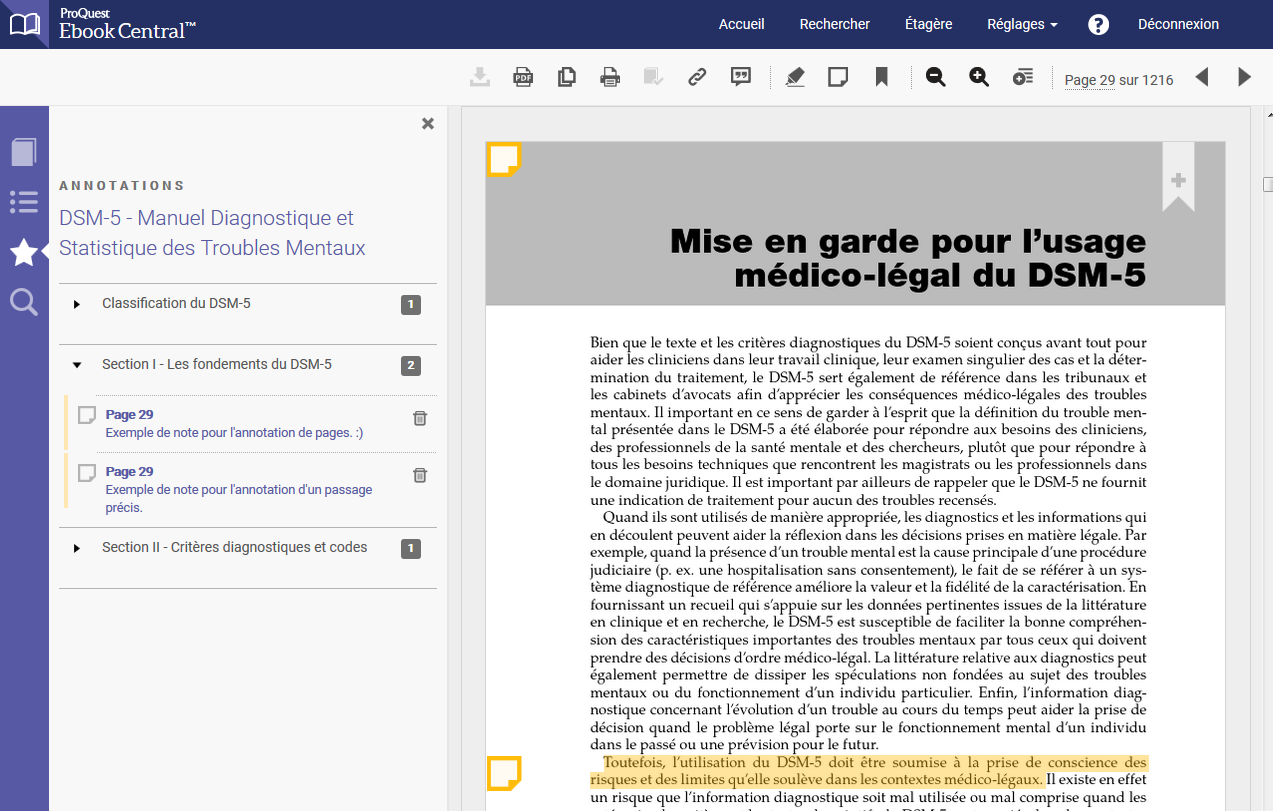 ProQuest
Ebook Central™
Accueil
Rechercher
Étagère
Réglages
?
Déconnexion
PDF
Page 29 sur 1216
ANNOTATIONS
DSM-5 - Manuel Diagnostique et
Statistique des Troubles Mentaux
Classification du DSM-5
1
Section I - Les fondements du DSM-5
2
Page 29
Exemple de note pour l'annotation de pages. :)
Page 29
Exemple de note pour l'annotation d'un passage
précis.
Section II - Critères diagnostiques et codes
1
Mise en garde pour l’usage
médico-légal du DSM-5
Bien que le texte et les critères diagnostiques du DSM-5 soient conçus avant tout pour
aider les cliniciens dans leur travail clinique, leur examen singulier des cas et la déter-
mination du traitement, le DSM-5 sert également de référence dans les tribunaux et
les cabinets d’avocats afin d’apprécier les conséquences médico-légales des troubles
mentaux. Il important en ce sens de garder à l’esprit que la définition du trouble men-
tal présentée dans le DSM-5 a été élaborée pour répondre aux besoins des cliniciens,
des professionnels de la santé mentale et des chercheurs, plutôt que pour répondre à
tous les besoins techniques que rencontrent les magistrats ou les professionnels dans
le domaine juridique. Il est important par ailleurs de rappeler que le DSM-5 ne fournit
une indication de traitement pour aucun des troubles recensés.
Quand ils sont utilisés de manière appropriée, les diagnostics et les informations qui
en découlent peuvent aider la réflexion dans les décisions prises en matière légale. Par
exemple, quand la présence d’un trouble mental est la cause principale d’une procédure
judiciaire (p. ex. une hospitalisation sans consentement), le fait de se référer à un sys-
tème diagnostique de référence améliore la valeur et la fidélité de la caractérisation. En
fournissant un recueil qui s’appuie sur les données pertinentes issues de la littérature
en clinique et en recherche, le DSM-5 est susceptible de faciliter la bonne compréhen-
sion des caractéristiques importantes des troubles mentaux par tous ceux qui doivent
prendre des décisions d’ordre médico-légal. La littérature relative aux diagnostics peut
également permettre de dissiper les spéculations non fondées au sujet des troubles
mentaux ou du fonctionnement d’un individu particulier. Enfin, l’information diag-
nostique concernant l’évolution d’un trouble au cours du temps peut aider la prise de
décision quand le problème légal porte sur le fonctionnement mental d’un individu
dans le passé ou une prévision pour le futur.
Toutefois, l’utilisation du DSM-5 doit être soumise à la prise de conscience des
risques et des limites qu’elle soulève dans les contextes médico-légaux. Il existe en effet
un risque que l’information diagnostique soit mal utilisée ou mal comprise quand les